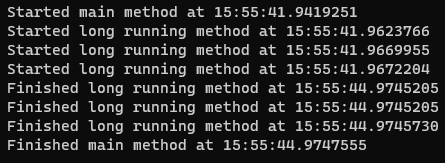 Started main method at 15:55:41.9419251
Started long running method at 15:55:41.9623766
Started long running method at 15:55:41.9669955
Started long running method at 15:55:41.9672204
Finished long running method at 15:55:44.9745205
Finished long running method at 15:55:44.9745205
Finished long running method at 15:55:44.9745730
Finished main method at 15:55:44.9747555